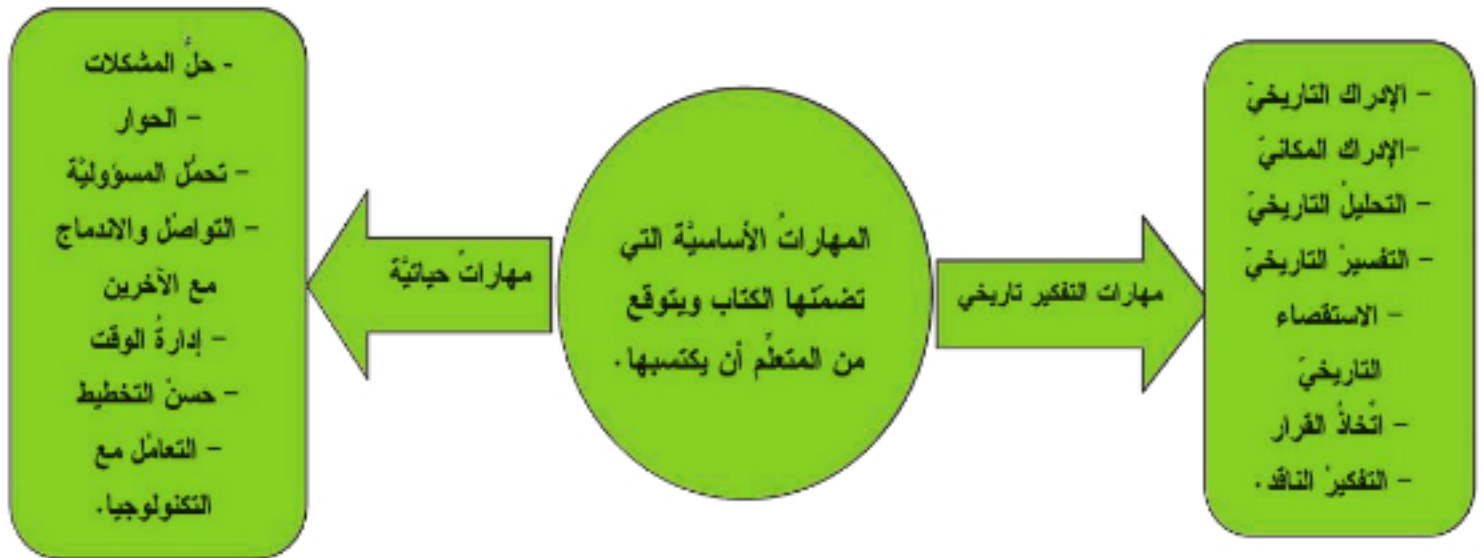 - الإدراك التاريخيّ
-الإدراك المكانيّ
- التحليلُ التاريخيّ
- التفسيرُ التاريخيّ
- الاستقصاء
التاريخيّ
- اتّخاذُ القرار
- التفكيرُ الناقد.
مهارات التفكير تاريخي
المهاراتُ الأساسيَّة التي
تضمنّها الكتاب ويتوقع
من المتعلّم أن يكتسبها.
مهاراتٌ حياتيَّة
- حلُّ المشكلات
- الحوار
- تحمُّل المسؤوليَّة
- التواصُل والاندماج
مع الآخرين
- إدارةُ الوقت
- حسنُ التخطيط
- التعامُل مع
التكنولوجيا.